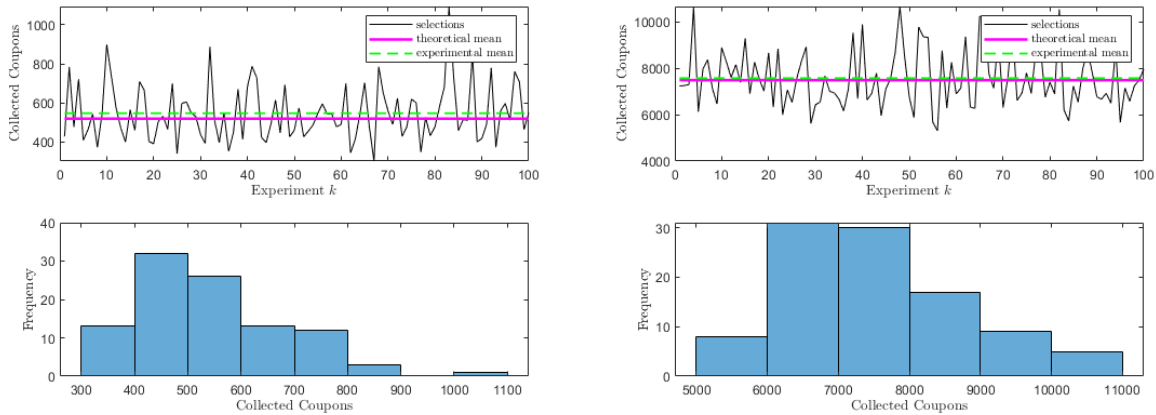 1000
800
600
400
Collected Coupons
selections
theoretical mean
experimental mean
0 10 20 30 40 50 60 70 80 90 100
Experiment k
40
30
20
10
0
Frequency
300 400 500 600 700 800 900 1000 1100
Collected Coupons
10000
8000
6000
4000
Collected Coupons
selections
theoretical mean
experimental mean
0 10 20 30 40 50 60 70 80 90 100
Experiment k
30
20
10
0
Frequency
5000 6000 7000 8000 9000 10000 11000
Collected Coupons